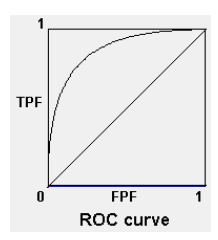 1
TPF
0 FPF 1
ROC curve